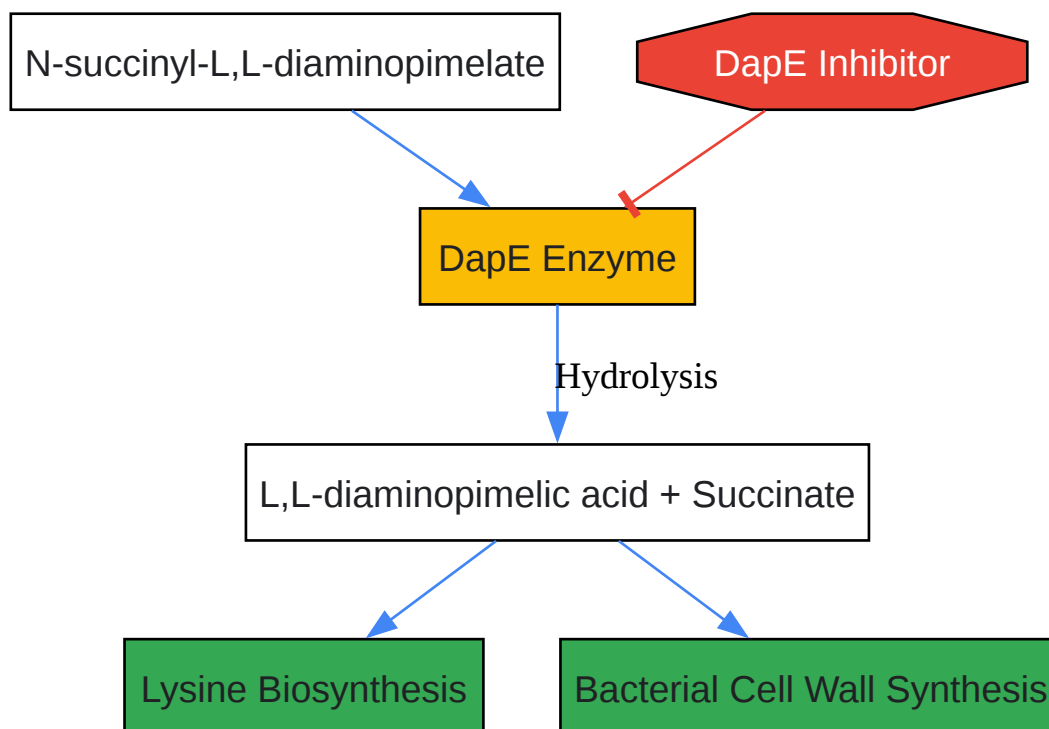 N-succinyl-L,L-diaminopimelate
DapE Inhibitor
DapE Enzyme
Hydrolysis
L,L-diaminopimelic acid + Succinate
Lysine Biosynthesis
Bacterial Cell Wall Synthesis